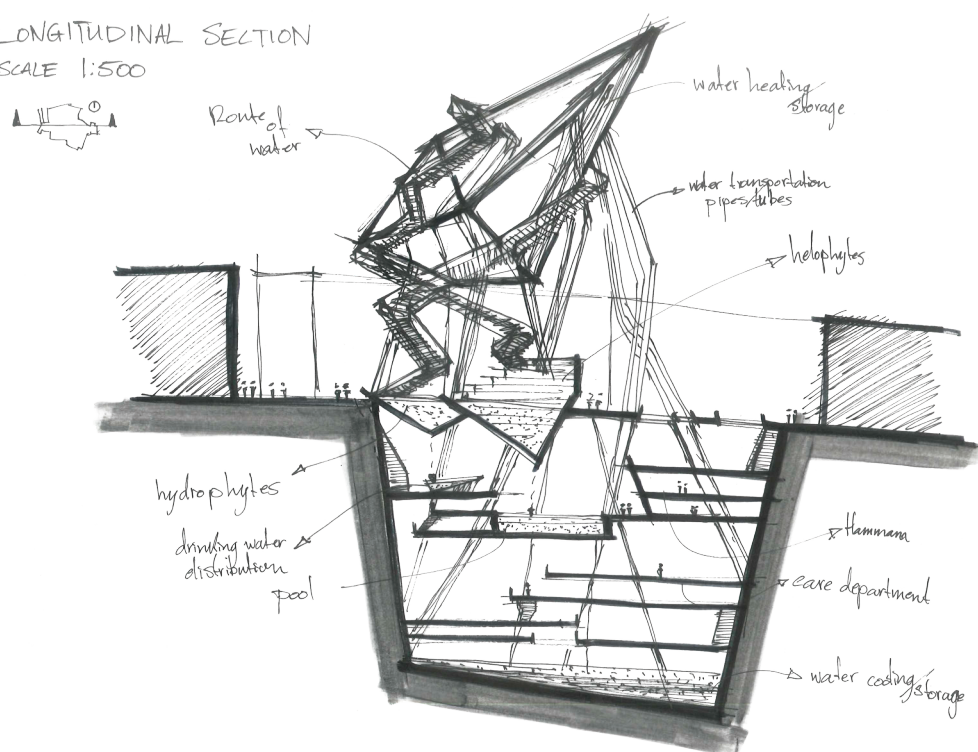 LONGITUDINAL SECTION
SCALE 1:500
Route
of
water
water heating/
storage
water transportation
pipes/tubes
helophytes
hydrophytes
drinking water
distribution
pool
Hammana
care department
water cooling/
storage